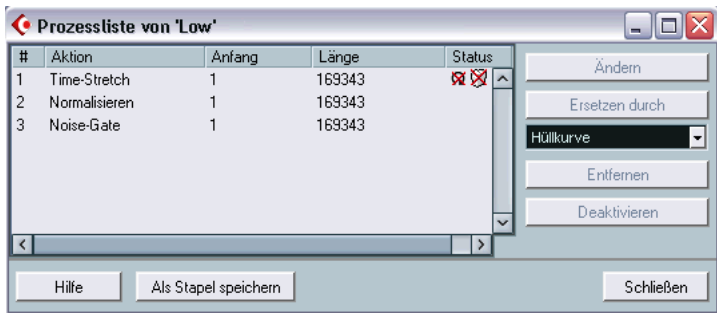 Prozessliste von 'Low'
# Aktion Anfang Länge Status
1 Time-Stretch 1 169343
2 Normalisieren 1 169343
3 Noise-Gate 1 169343
Ändern
Ersetzen durch
Hüllkurve
Entfernen
Deaktivieren
Hilfe Als Stapel speichern Schließen